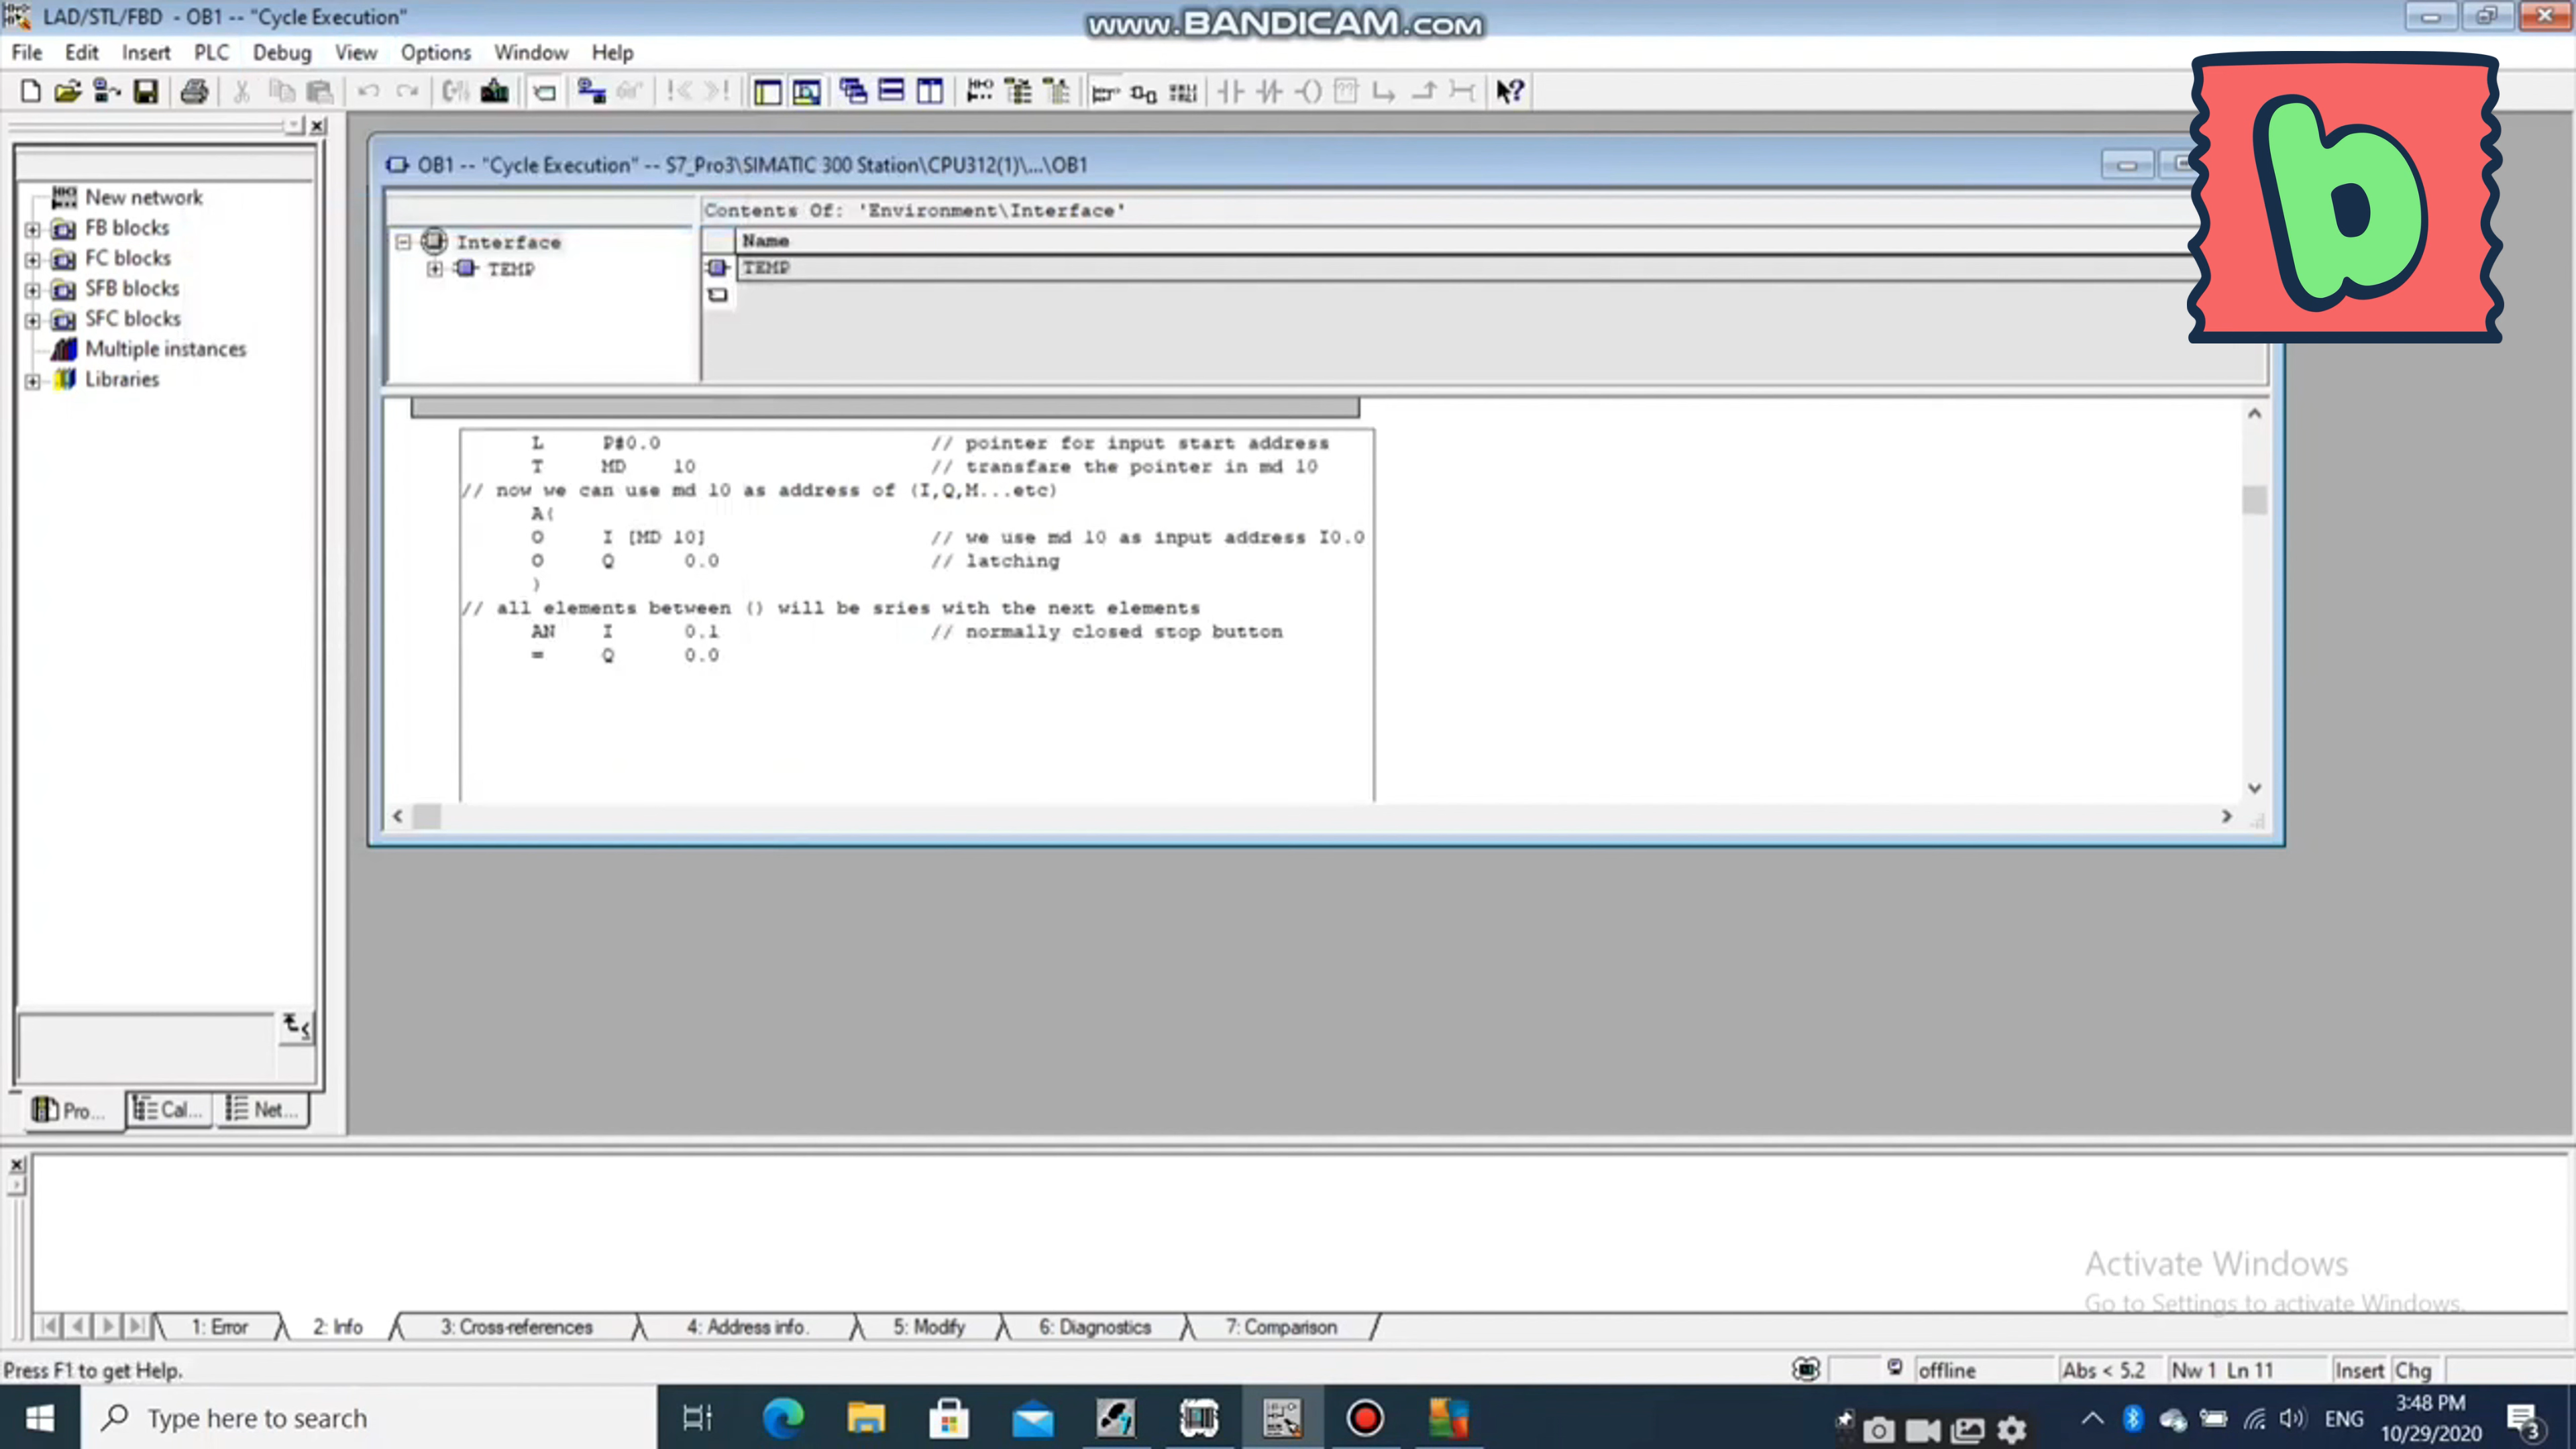 LAD/STL/FBD - OB1 -- "Cycle Execution"
www.BANDICAM.com
File Edit Insert PLC Debug View Options Window Help
b
OB1 -- "Cycle Execution" -- S7_Pro3\SIMATIC 300 Station\CPU312(1)\...\OB1
New network
FB blocks
FC blocks
SFB blocks
SFC blocks
Multiple instances
Libraries
Contents Of: 'Environment\Interface'
Interface
TEMP
Name
TEMP
L P#0.0 // pointer for input start address
T MD 10 // transfare the pointer in md 10
// now we can use md 10 as address of (I,Q,M...etc)
A(
O I [MD 10] // we use md 10 as input address I0.0
O Q 0.0 // latching
)
// all elements between () will be sries with the next elements
AN I 0.1 // normally closed stop button
= Q 0.0
Pro... Cal... Net...
Activate Windows
Go to Settings to activate Windows.
1: Error 2: Info 3: Cross-references 4: Address info. 5: Modify 6: Diagnostics 7: Comparison
Press F1 to get Help.
offline Abs < 5.2 Nw 1 Ln 11 Insert Chg
Type here to search
ENG
3:48 PM
10/29/2020
3